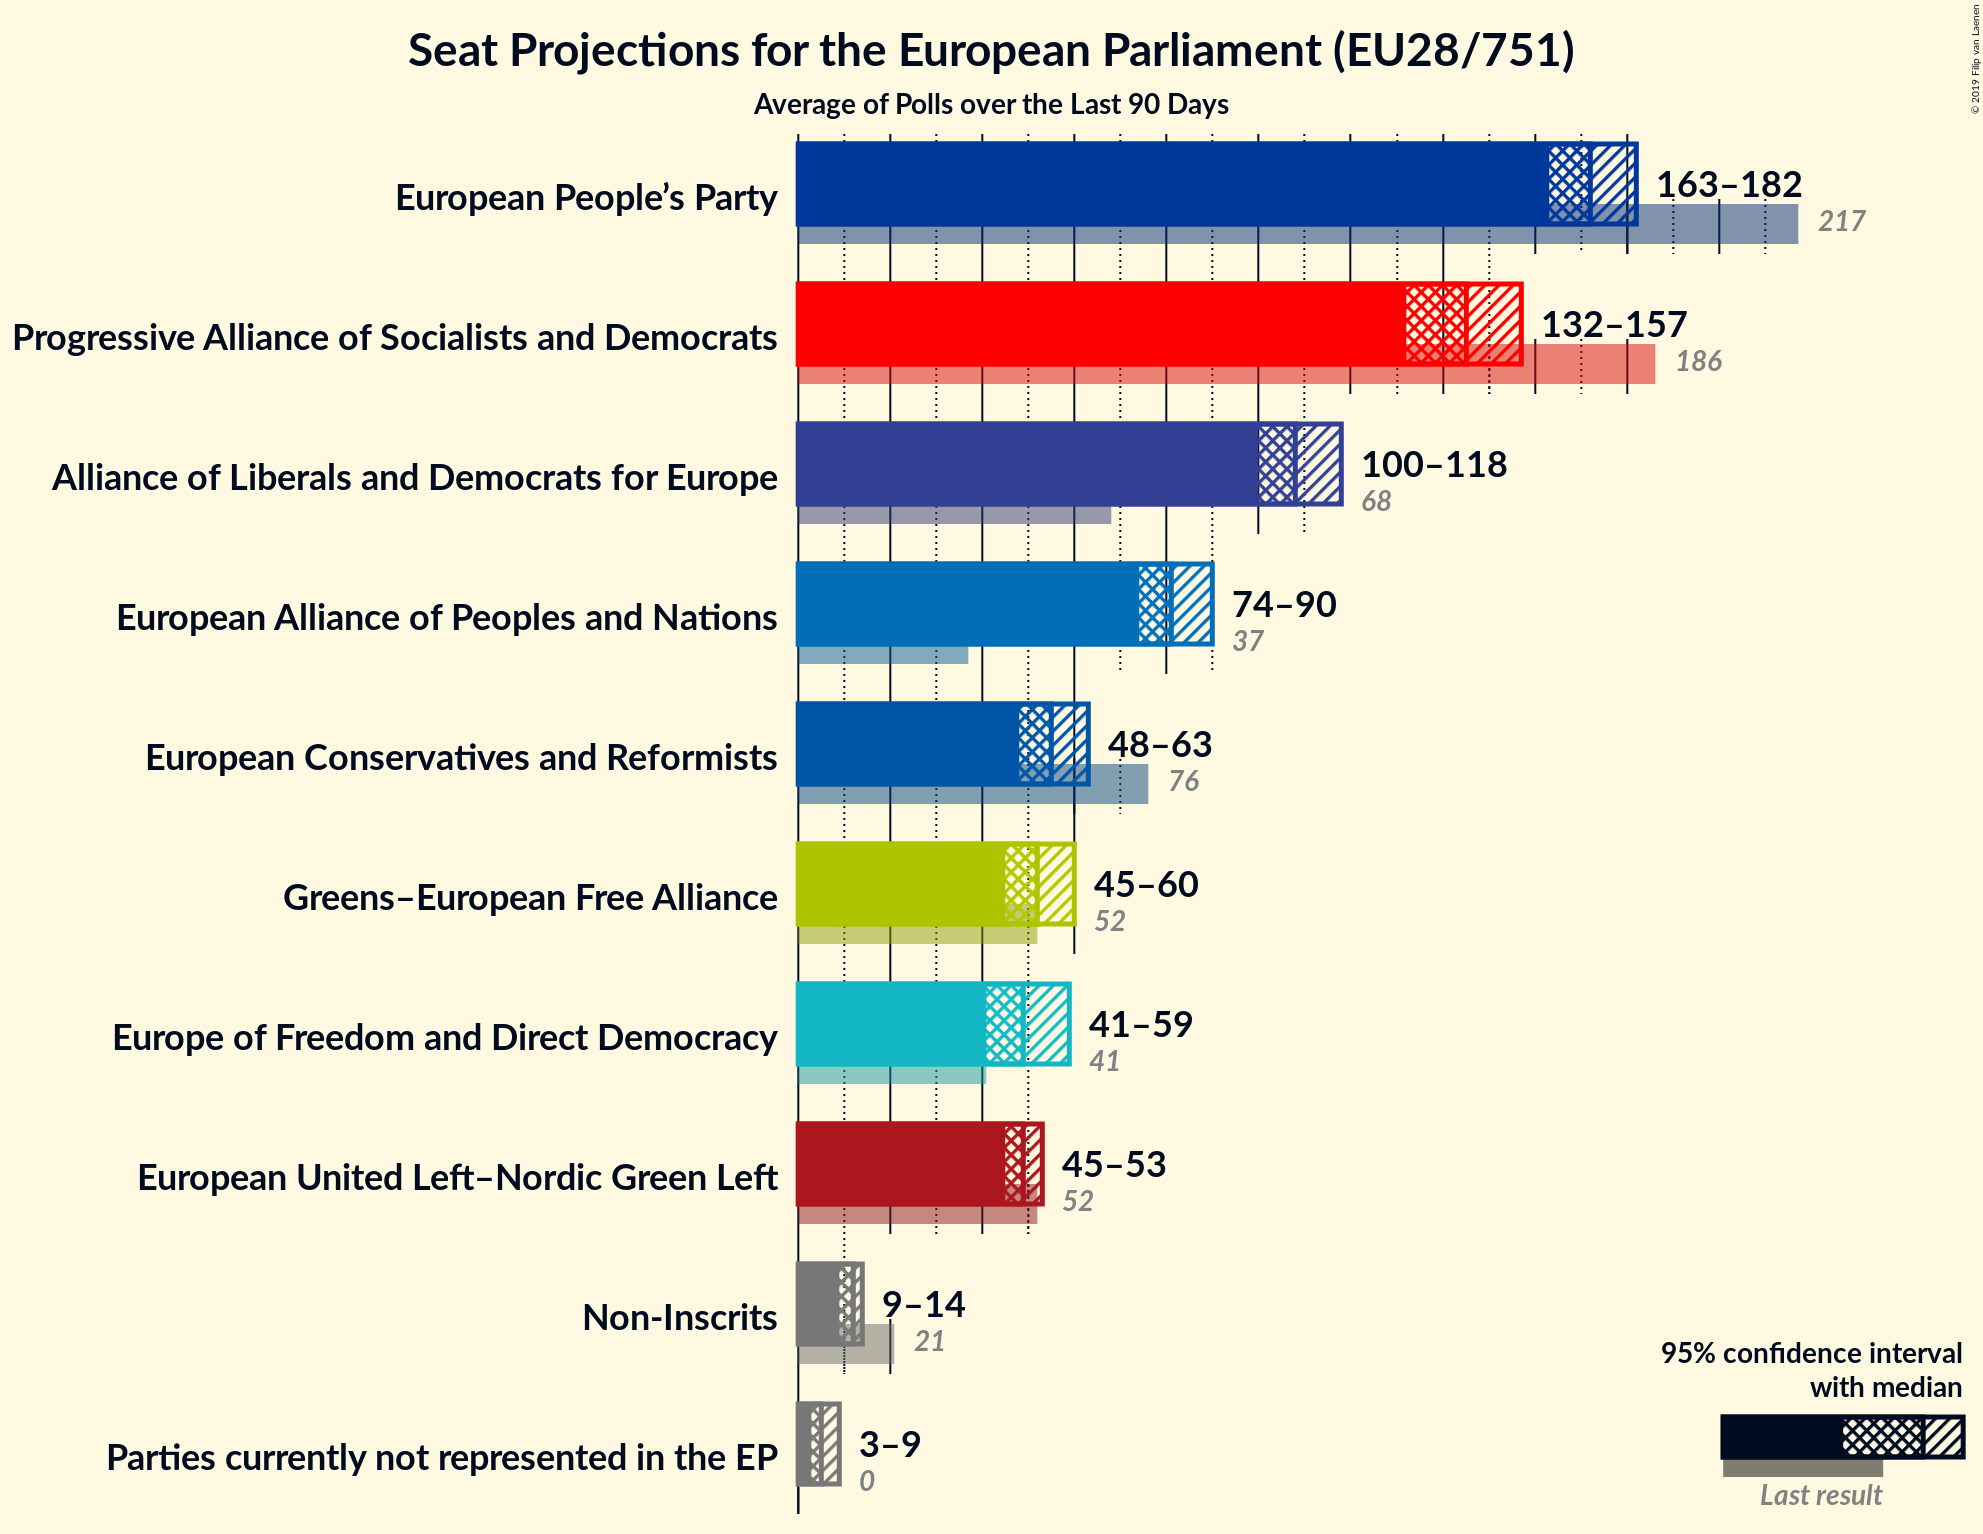 Seat Projections for the European Parliament (EU28/751)
Average of Polls over the Last 90 Days
© 2019 Filip van Laenen
European People’s Party
163–182
217
Progressive Alliance of Socialists and Democrats
132–157
186
Alliance of Liberals and Democrats for Europe
100–118
68
European Alliance of Peoples and Nations
74–90
37
European Conservatives and Reformists
48–63
76
Greens–European Free Alliance
45–60
52
Europe of Freedom and Direct Democracy
41–59
41
European United Left–Nordic Green Left
45–53
52
Non-Inscrits
9–14
21
Parties currently not represented in the EP
3–9
0
95% confidence interval
with median
Last result